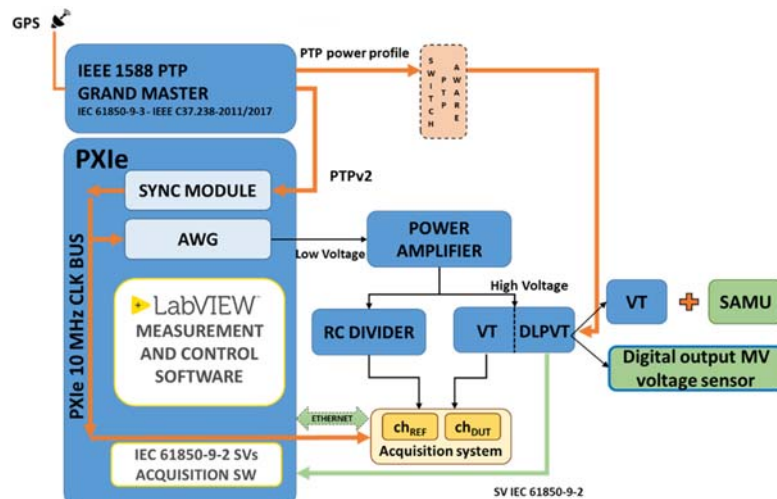 GPS
IEEE 1588 PTP
GRAND MASTER
IEC 61850-9-3 - IEEE C37.238-2011/2017
PTP power profile
SWITCH
PTP
AWARE
PXIe
SYNC MODULE
PTPv2
AWG
Low Voltage
POWER
AMPLIFIER
High Voltage
PXIe 10 MHz CLK BUS
LabVIEW™
MEASUREMENT
AND CONTROL
SOFTWARE
RC DIVIDER
VT
DLPVT
VT
SAMU
Digital output MV
voltage sensor
ETHERNET
chREF
chDUT
Acquisition system
IEC 61850-9-2 SVs
ACQUISITION SW
SV IEC 61850-9-2